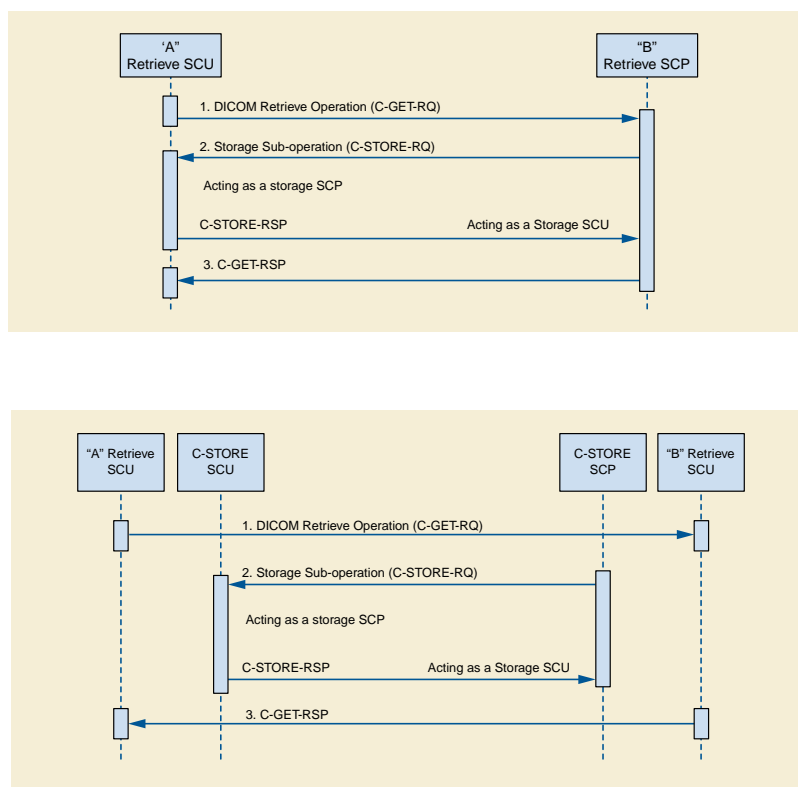 ‘A”
Retrieve SCU
“B”
Retrieve SCP
1. DICOM Retrieve Operation (C-GET-RQ)
2. Storage Sub-operation (C-STORE-RQ)
Acting as a storage SCP
C-STORE-RSP
Acting as a Storage SCU
3. C-GET-RSP
“A” Retrieve
SCU
C-STORE
SCU
C-STORE
SCP
“B” Retrieve
SCU
1. DICOM Retrieve Operation (C-GET-RQ)
2. Storage Sub-operation (C-STORE-RQ)
Acting as a storage SCP
C-STORE-RSP
Acting as a Storage SCU
3. C-GET-RSP